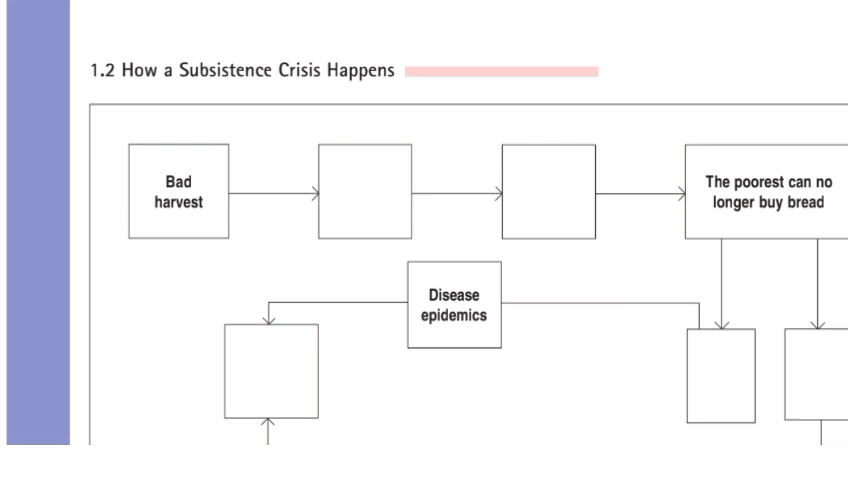 1.2 How a Subsistence Crisis Happens
Bad
harvest
The poorest can no
longer buy bread
Disease
epidemics